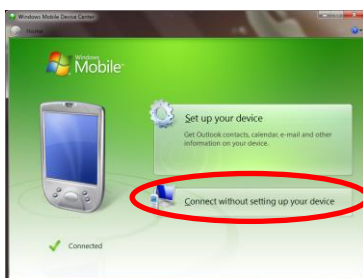 Windows Mobile Device Center
Home
Windows
Mobile
Set up your device
Get Outlook contacts, calendar, e-mail and other
information on your device.
Connect without setting up your device
Connected